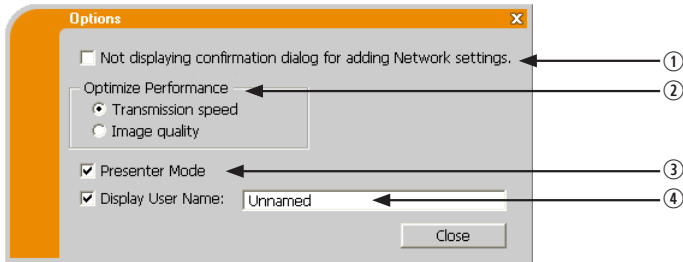 Options X
Not displaying confirmation dialog for adding Network settings. ①
Optimize Performance ②
Transmission speed
Image quality
Presenter Mode ③
Display User Name: Unnamed ④
Close